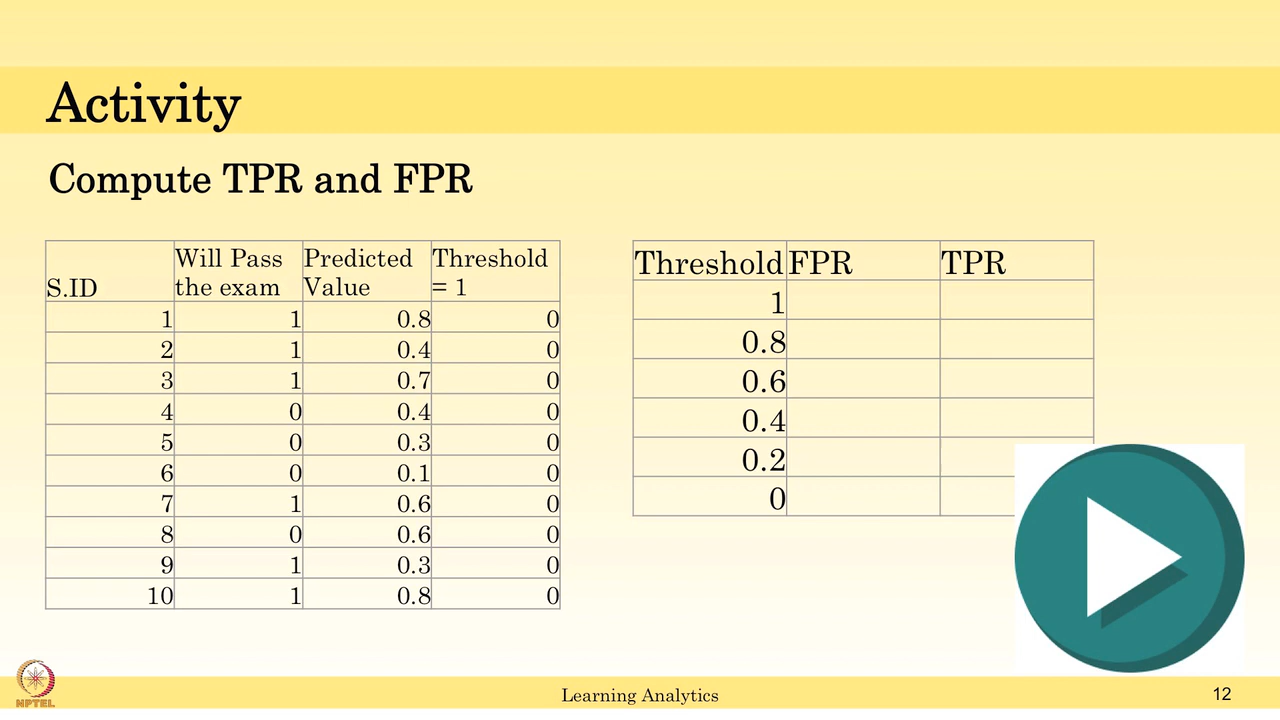 Activity
Compute TPR and FPR
S.ID Will Pass the exam Predicted Value Threshold = 1
1 1 0.8 0
2 1 0.4 0
3 1 0.7 0
4 0 0.4 0
5 0 0.3 0
6 0 0.1 0
7 1 0.6 0
8 0 0.6 0
9 1 0.3 0
10 1 0.8 0
Threshold FPR TPR
1
0.8
0.6
0.4
0.2
0
NPTEL
Learning Analytics
12